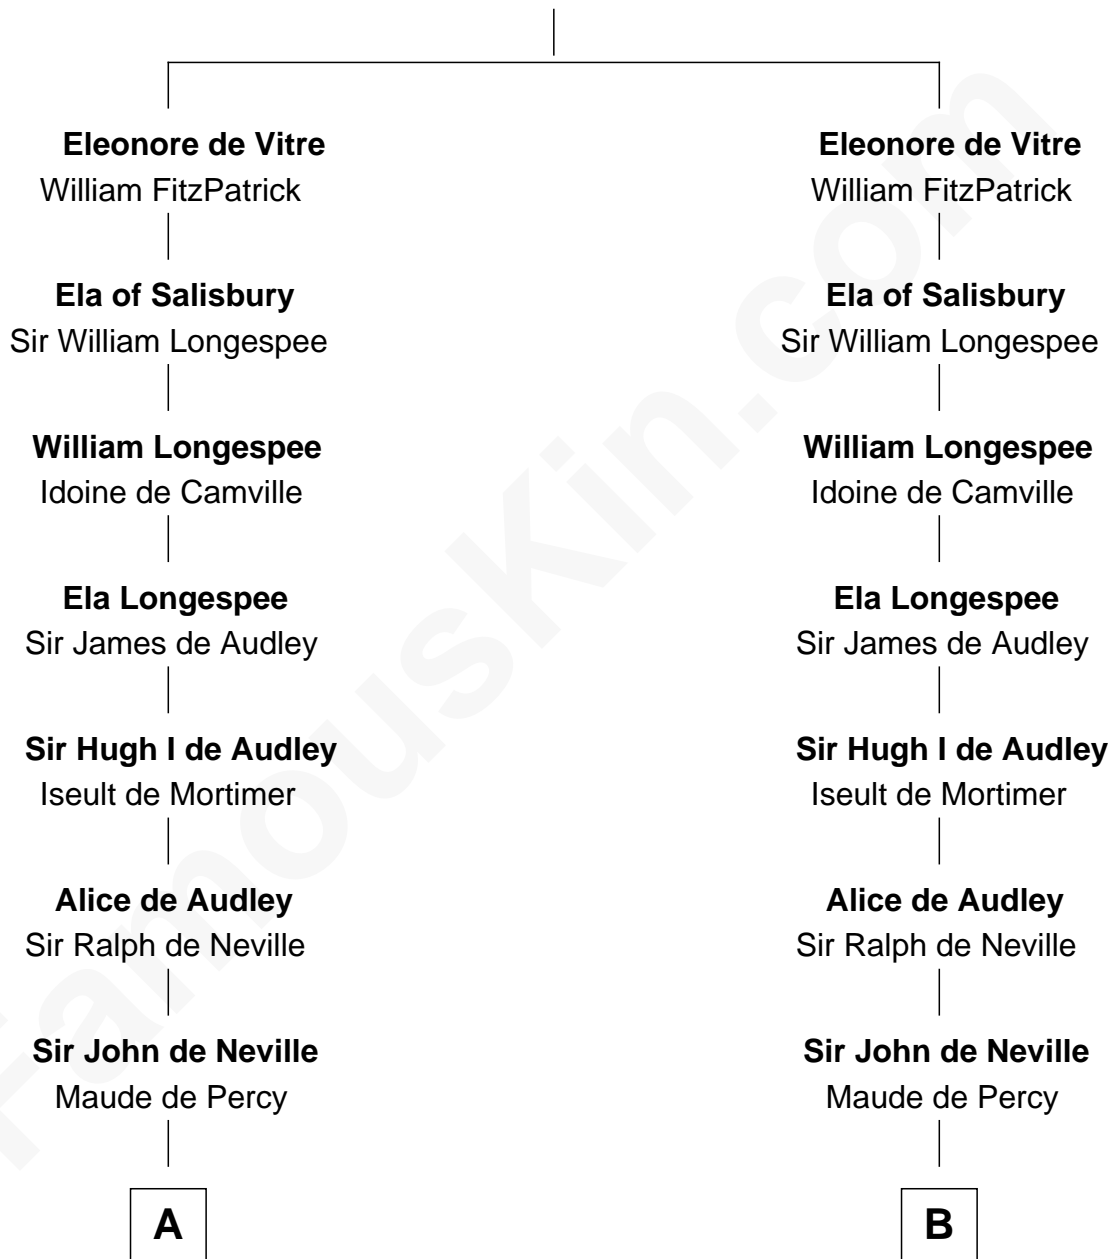 Eleonore de Vitre
William FitzPatrick
Ela of Salisbury
Sir William Longespee
William Longespee
Idoine de Camville
Ela Longespee
Sir James de Audley
Sir Hugh I de Audley
Iseult de Mortimer
Alice de Audley
Sir Ralph de Neville
Sir John de Neville
Maude de Percy
A
Eleonore de Vitre
William FitzPatrick
Ela of Salisbury
Sir William Longespee
William Longespee
Idoine de Camville
Ela Longespee
Sir James de Audley
Sir Hugh I de Audley
Iseult de Mortimer
Alice de Audley
Sir Ralph de Neville
Sir John de Neville
Maude de Percy
B
FamousKin.com